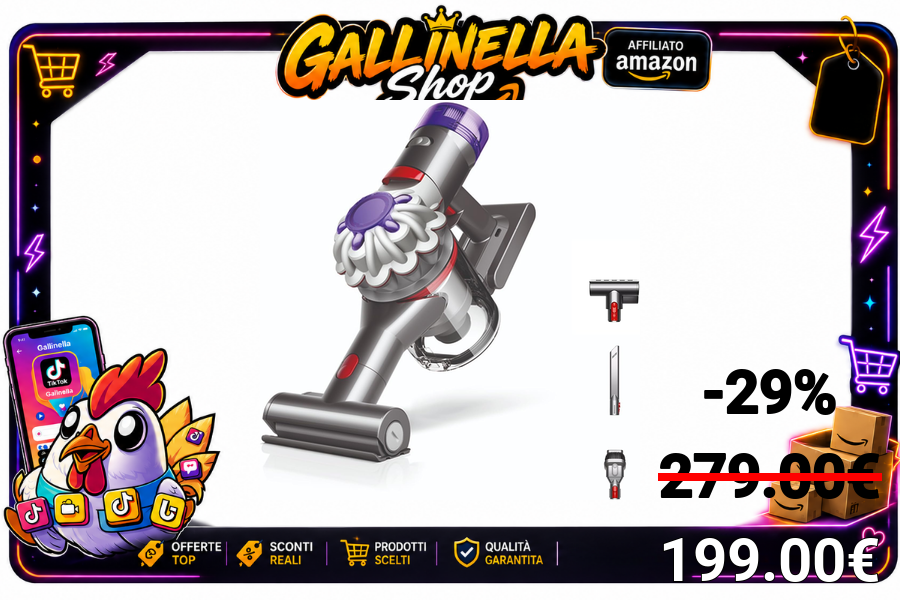 GALLINELLA
Shop
AFFILIATO
amazon
Gallinella
TikTok
Gallinella
-29%
279.00€
199.00€
OFFERTE
TOP
SCONTI
REALI
PRODOTTI
SCELTI
QUALITÀ
GARANTITA